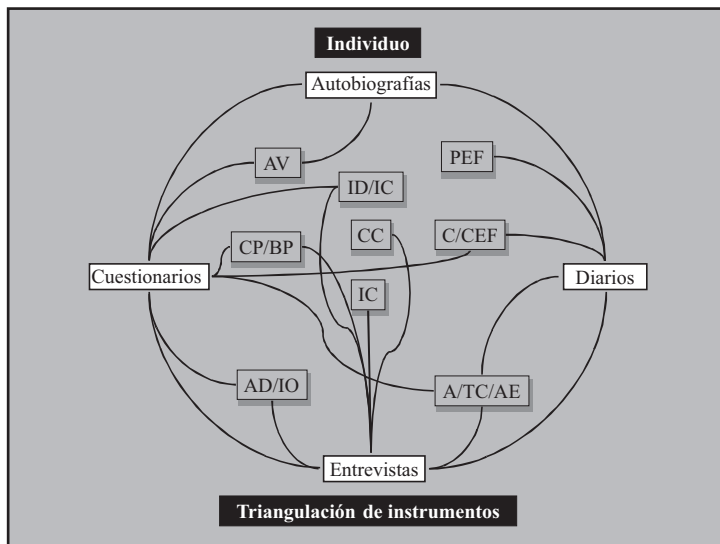 Individuo
Autobiografías
AV
PEF
ID/IC
CP/BP
CC
C/CEF
Cuestionarios
Diarios
IC
AD/IO
A/TC/AE
Entrevistas
Triangulación de instrumentos